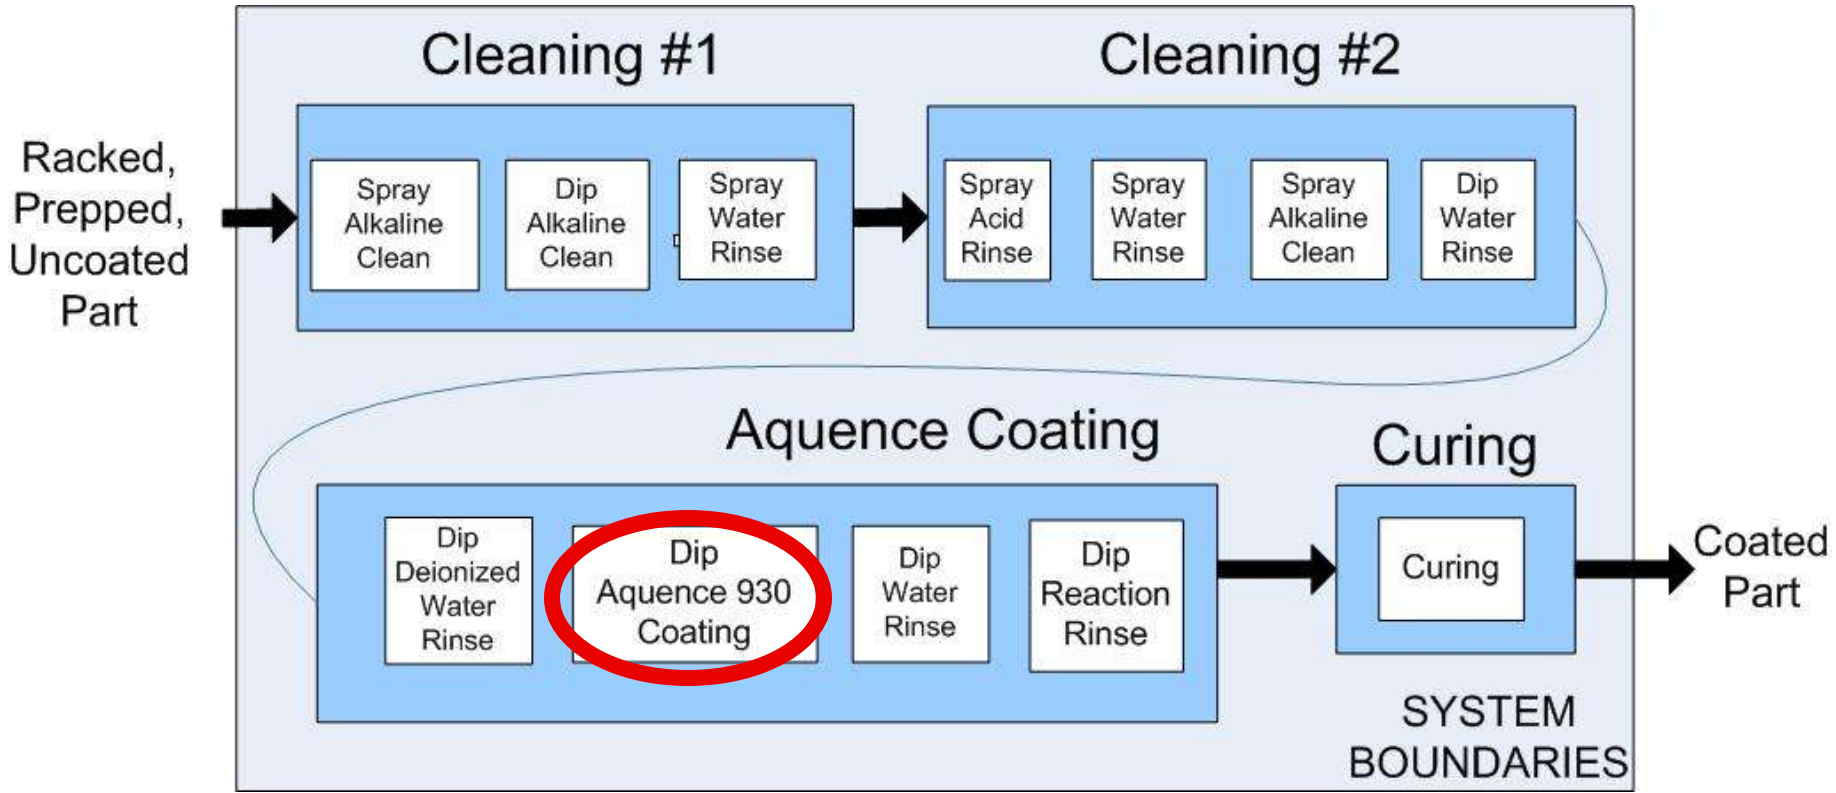 Cleaning #1
Cleaning #2
Racked,
Prepped,
Uncoated
Part
Spray
Alkaline
Clean
Dip
Alkaline
Clean
Spray
Water
Rinse
Spray
Acid
Rinse
Spray
Water
Rinse
Spray
Alkaline
Clean
Dip
Water
Rinse
Aquence Coating
Curing
Dip
Deionized
Water
Rinse
Dip
Aquence 930
Coating
Dip
Water
Rinse
Dip
Reaction
Rinse
Curing
Coated
Part
SYSTEM
BOUNDARIES